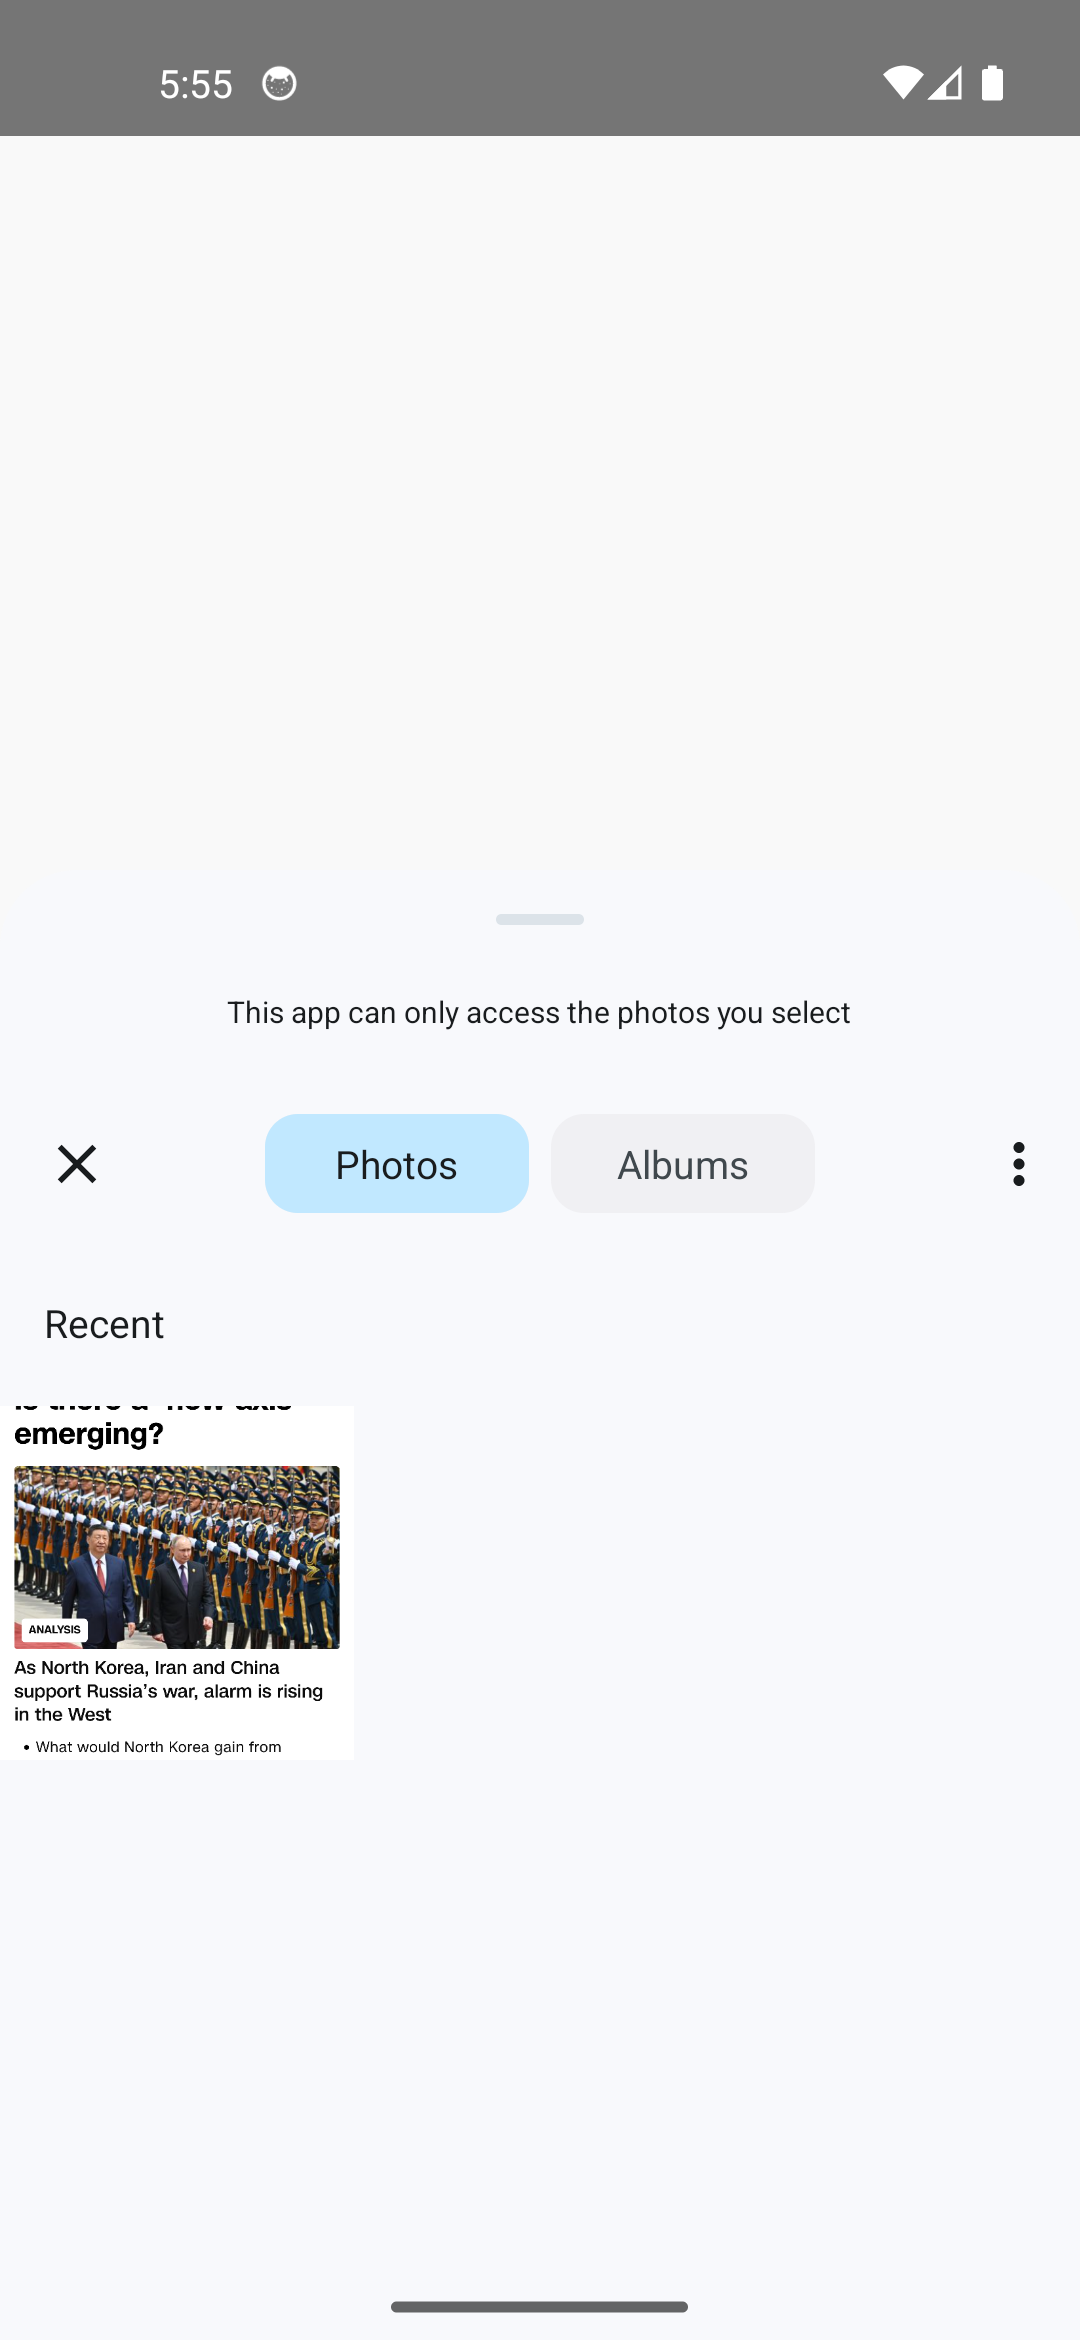 5:55
This app can only access the photos you select
Photos
Albums
Recent
emerging?
ANALYSIS
As North Korea, Iran and China
support Russia's war, alarm is rising
in the West
• What would North Korea gain from